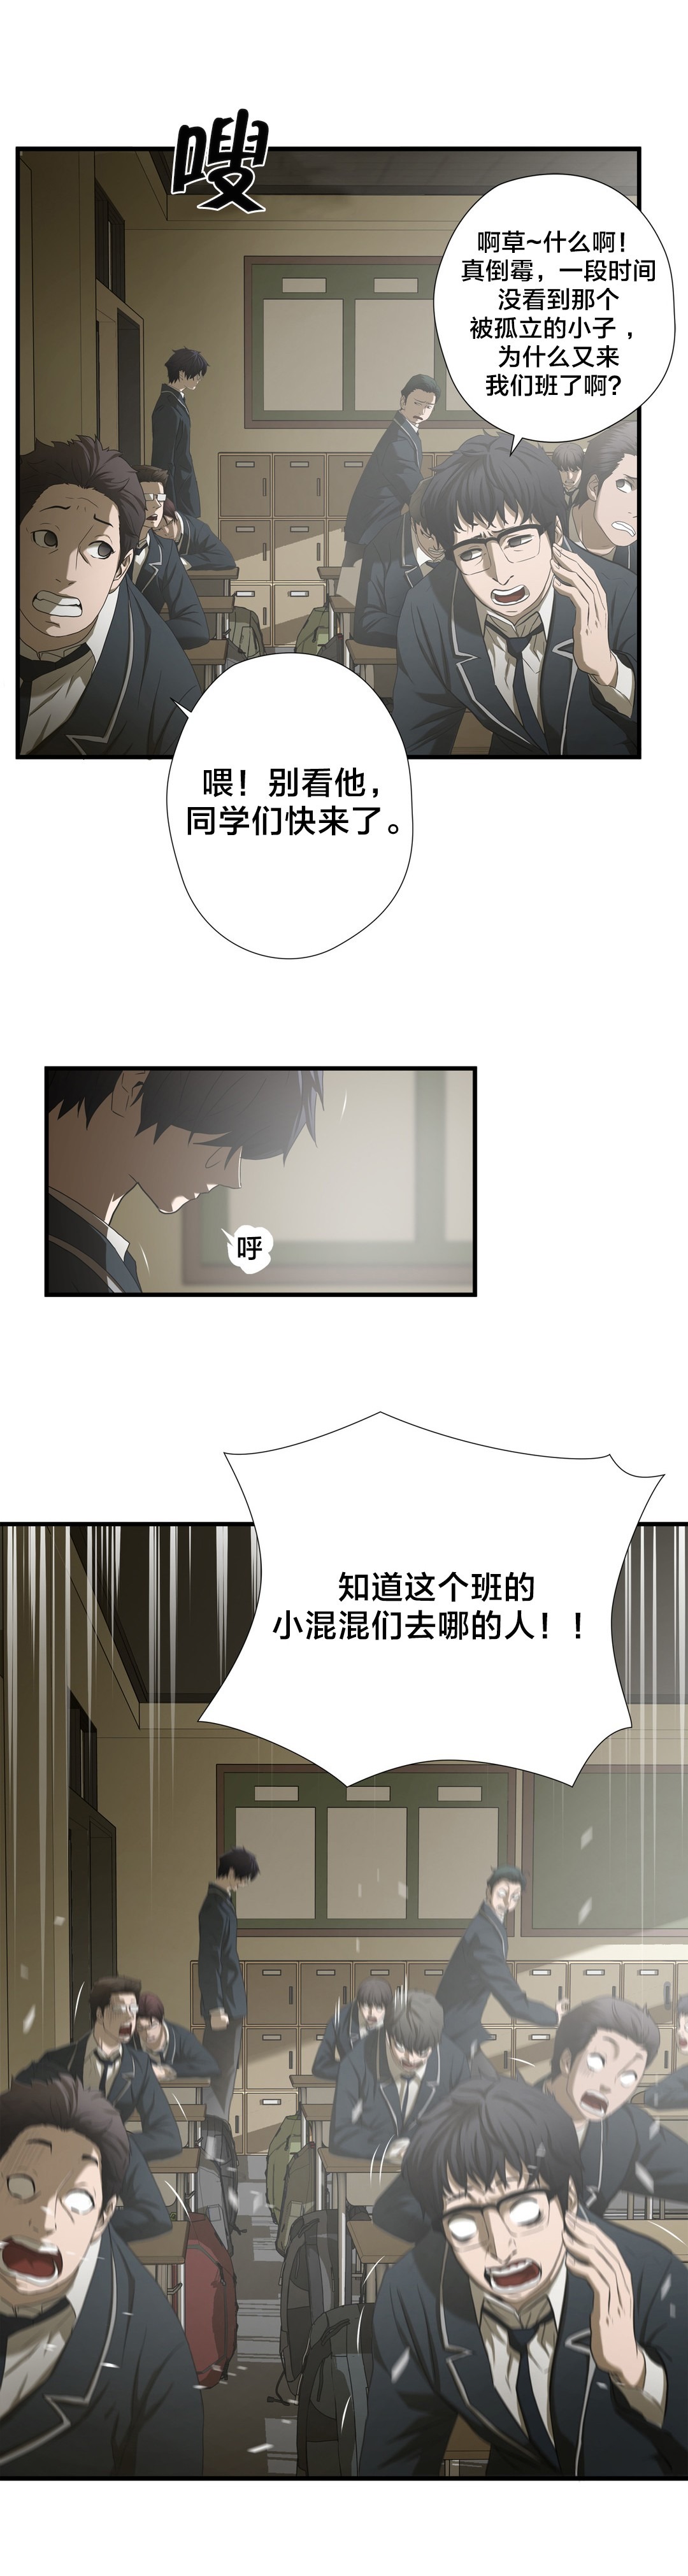 嗖
啊草~什么啊！
真倒霉，一段时间
没看到那个
被孤立的小子，
为什么又来
我们班了啊？
喂！别看他，
同学们快来了。
呼
知道这个班的
小混混们去哪的人！！